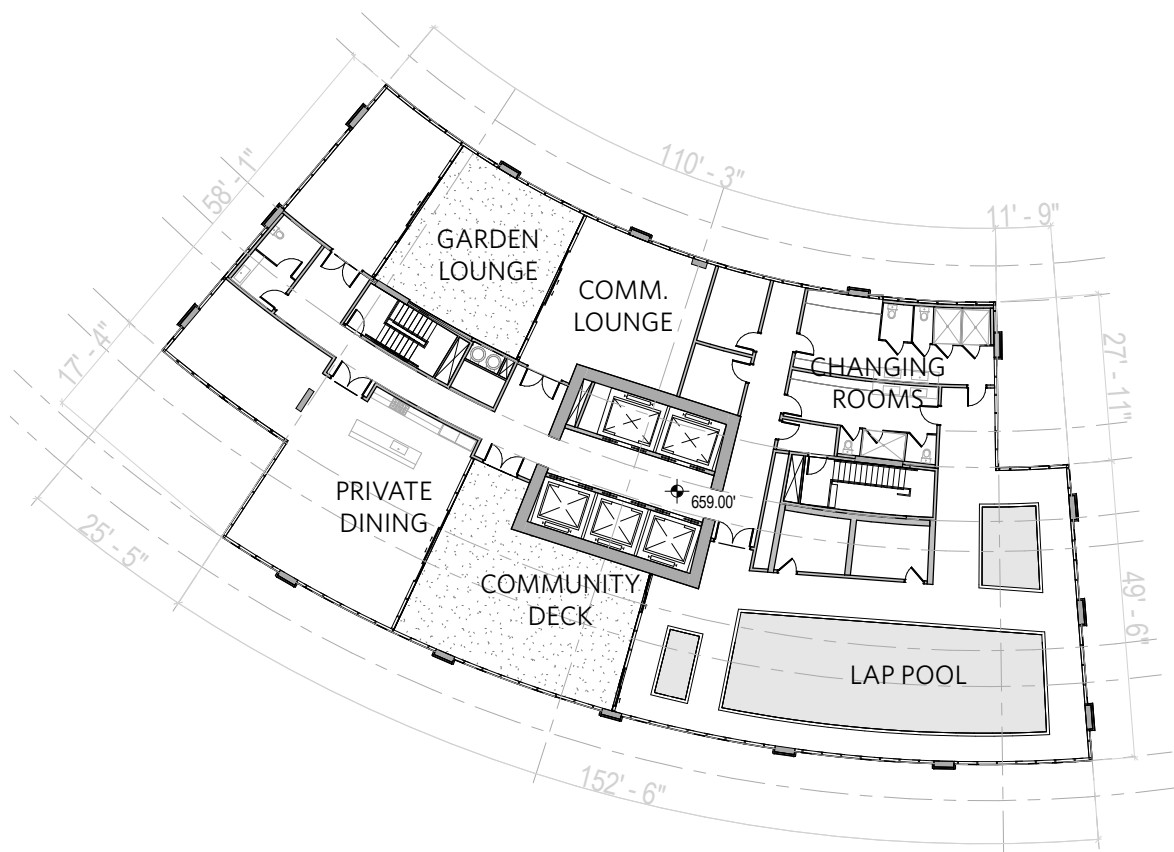 110' - 3"
58' - 1"
11' - 9"
GARDEN
LOUNGE
COMM.
LOUNGE
17' - 4"
27' - 11"
CHANGING
ROOMS
PRIVATE
DINING
659.00'
25' - 5"
COMMUNITY
DECK
49' - 6"
LAP POOL
152' - 6"